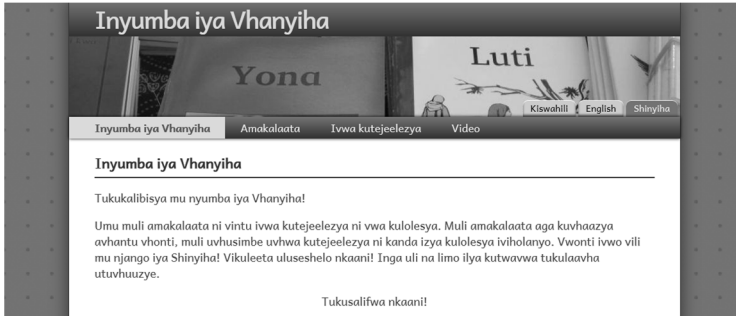 Inyumba iya Vhanyiha
Yona
Luti
Kiswahili English Shinyiha
Inyumba iya Vhanyiha Amakalaata Ivwa kutejeelezya Video
Inyumba iya Vhanyiha
Tukukalibisya mu nyumba iya Vhanyiha!
Umu muli amakalaata ni vintu ivwa kutejeelezya ni vwa kulolesya. Muli amakalaata aga kuvhaazya
avhantu vhonti, muli uvhusimbe uvhwa kutejeelezya ni kanda izya kulolesya iviholanyo. Vwonti ivwo vili
mu njango iya Shinyiha! Vikuleeta uluseshelo nkaani! Inga uli na limo ilya kutwavwa tukulaavha
utuvhuuzye.
Tukusalifwa nkaani!